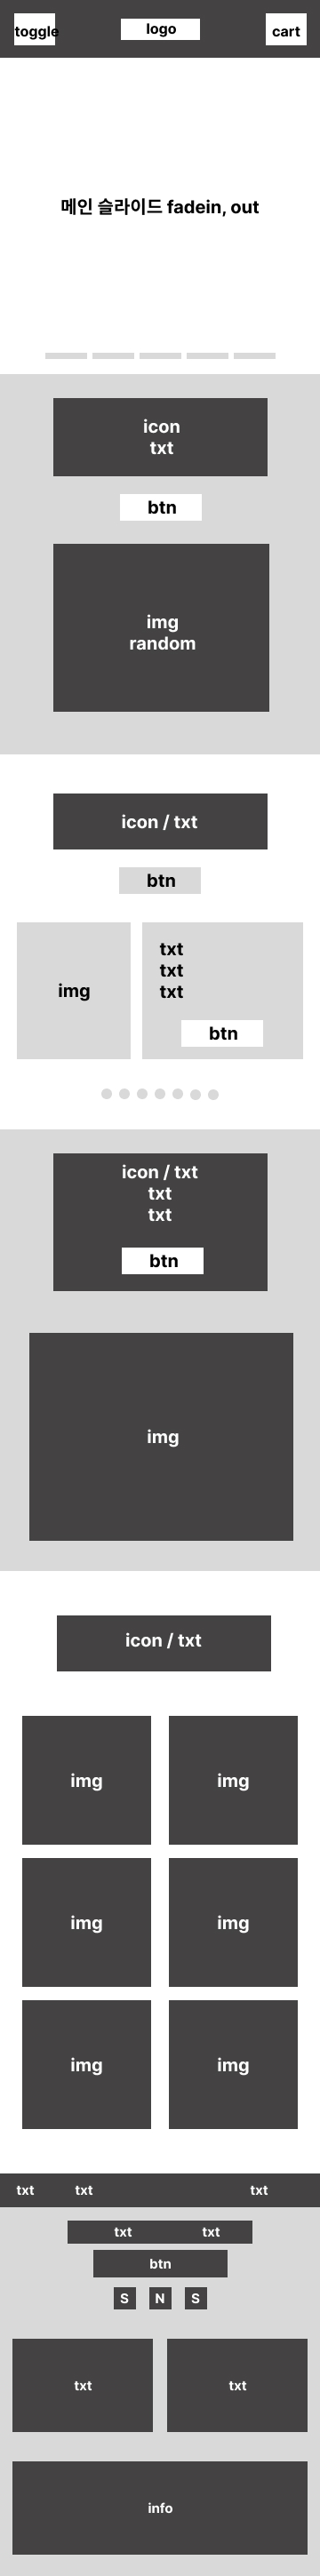 toggle
logo
cart
메인 슬라이드 fadein, out
icon
txt
btn
img
random
icon / txt
btn
img
txt
txt
txt
btn
icon / txt
txt
txt
btn
img
icon / txt
img
img
img
img
img
img
txt
txt
txt
txt
txt
btn
S
N
S
txt
txt
info